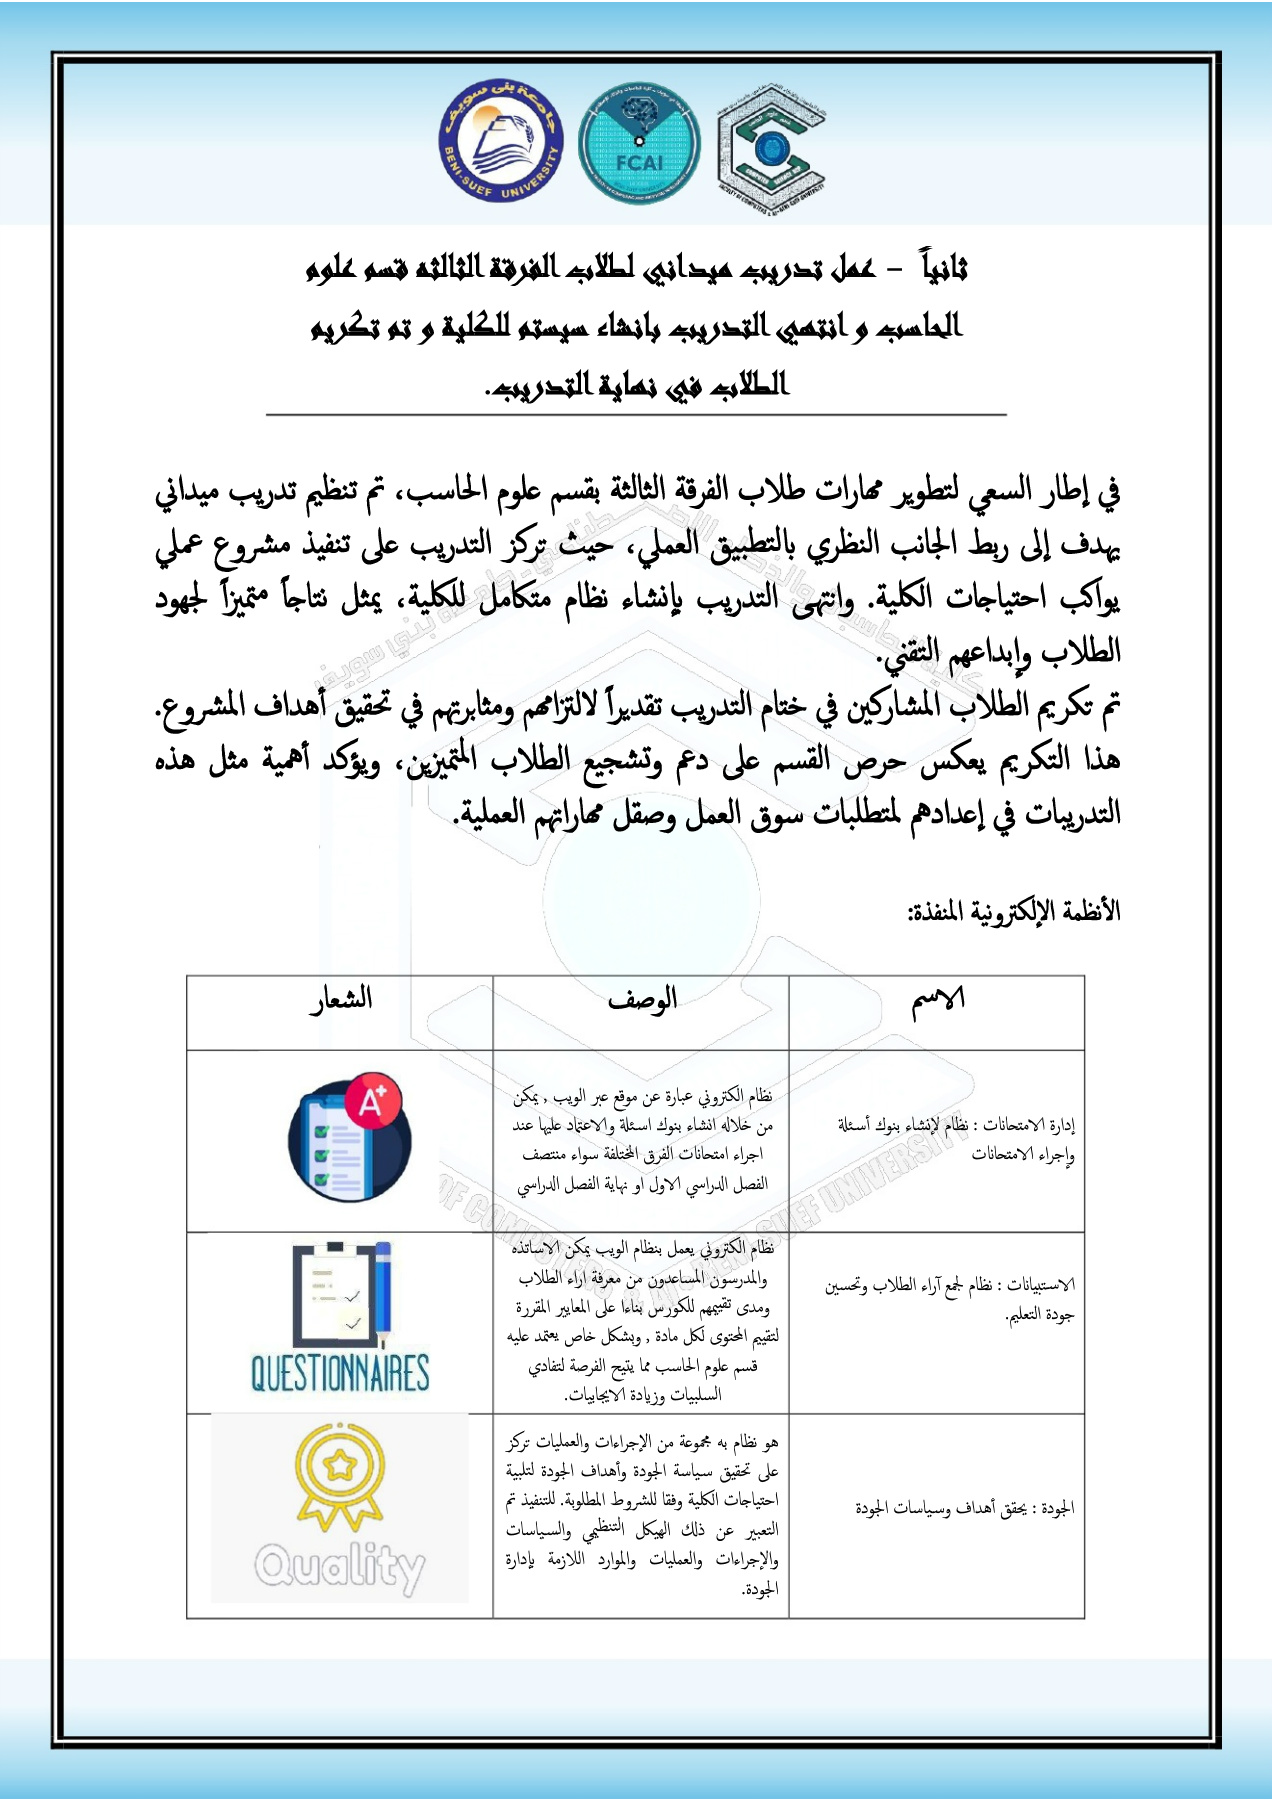 جامعة بنى سويف
BENI-SUEF UNIVERSITY
FCAI
FACULTY OF COMPUTERS & AI-BENI-SUEF UNIVERSITY
ثانياً – عمل تدريب ميداني لطلاب الفرقة الثالثه قسم علوم
الحاسب و انتهي التدريب بانشاء سيستم للكلية و تم تكريم
الطلاب في نهاية التدريب.
في إطار السعي لتطوير مهارات طلاب الفرقة الثالثة بقسم علوم الحاسب، تم تنظيم تدريب ميداني
يهدف إلى ربط الجانب النظري بالتطبيق العملي، حيث تركز التدريب على تنفيذ مشروع عملي
يواكب احتياجات الكلية. وانتهى التدريب بإنشاء نظام متكامل للكلية، يمثل نتاجاً متميزاً لجهود
الطلاب وإبداعهم التقني.
تم تكريم الطلاب المشاركين في ختام التدريب تقديراً لالتزامهم ومثابرتهم في تحقيق أهداف المشروع.
هذا التكريم يعكس حرص القسم على دعم وتشجيع الطلاب المتميزين، ويؤكد أهمية مثل هذه
التدريبات في إعدادهم لمتطلبات سوق العمل وصقل مهاراتهم العملية.
الأنظمة الإلكترونية المنفذة:
الاسم
الوصف
الشعار
إدارة الامتحانات : نظام لإنشاء بنوك أسئلة
وإجراء الامتحانات
نظام الكتروني عبارة عن موقع عبر الويب , يمكن
من خلاله انشاء بنوك اسئلة والاعتماد عليها عند
اجراء امتحانات الفرق المختلفة سواء منتصف
الفصل الدراسي الاول او نهاية الفصل الدراسي
A+
الاستبيانات : نظام لجمع آراء الطلاب وتحسين
جودة التعليم.
نظام الكتروني يعمل بنظام الويب يمكن الاساتذه
والمدرسون المساعدون من معرفة اراء الطلاب
ومدى تقييمهم للكورس بناءا على المعايير المقررة
لتقييم المحتوى لكل مادة , وبشكل خاص يعتمد عليه
قسم علوم الحاسب مما يتيح الفرصة لتفادي
السلبيات وزيادة الايجابيات.
QUESTIONNAIRES
الجودة : يحقق أهداف وسياسات الجودة
هو نظام به مجموعة من الإجراءات والعمليات تركز
على تحقيق سياسة الجودة وأهداف الجودة لتلبية
احتياجات الكلية وفقا للشروط المطلوبة. للتنفيذ تم
التعبير عن ذلك الهيكل التنظيمي والسياسات
والإجراءات والعمليات والموارد اللازمة بإدارة
الجودة.
Quality